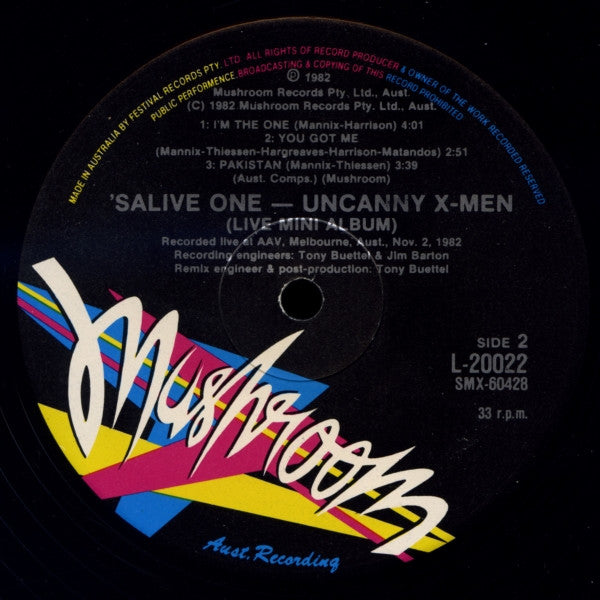 MADE IN AUSTRALIA BY FESTIVAL RECORDS PTY. LTD. ALL RIGHTS OF RECORD PRODUCER & OWNER OF THE WORK RECORDED RESERVED
PUBLIC PERFORMENCE, BROADCASTING & COPYING OF THIS RECORD PROHIBITED
℗ 1982
Mushroom Records Pty. Ltd., Aust.
(C) 1982 Mushroom Records Pty. Ltd., Aust.
1: I'M THE ONE (Mannix-Harrison) 4:01
2: YOU GOT ME
(Mannix-Thiessen-Hargreaves-Harrison-Matandos) 2:51
3: PAKISTAN (Mannix-Thiessen) 3:39
(Aust. Comps.) (Mushroom)
'SALIVE ONE — UNCANNY X-MEN
(LIVE MINI ALBUM)
Recorded live at AAV, Melbourne, Aust., Nov. 2, 1982
Recording engineers: Tony Buettel & Jim Barton
Remix engineer & post-production: Tony Buettel
SIDE 2
L-20022
SMX-60428
33 r.p.m.
Mushroom
Aust. Recording